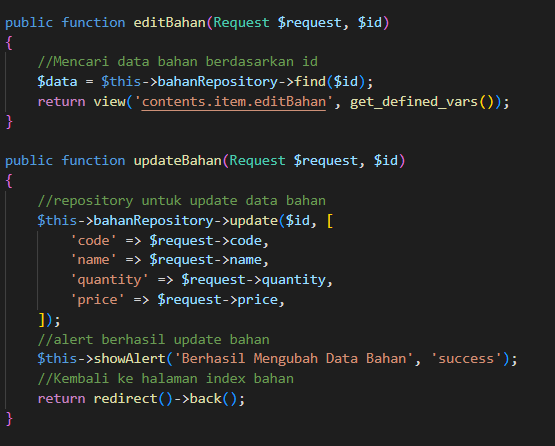 public function editBahan(Request $request, $id)
{
    //Mencari data bahan berdasarkan id
    $data = $this->bahanRepository->find($id);
    return view('contents.item.editBahan', get_defined_vars());
}

public function updateBahan(Request $request, $id)
{
    //repository untuk update data bahan
    $this->bahanRepository->update($id, [
        'code' => $request->code,
        'name' => $request->name,
        'quantity' => $request->quantity,
        'price' => $request->price,
    ]);
    //alert berhasil update bahan
    $this->showAlert('Berhasil Mengubah Data Bahan', 'success');
    //Kembali ke halaman index bahan
    return redirect()->back();
}